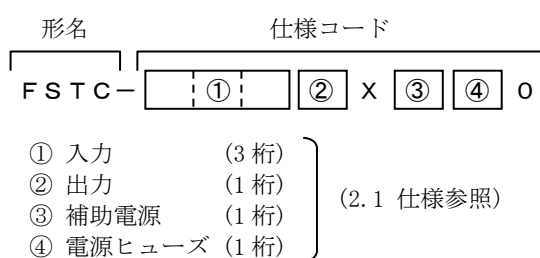 形名 仕様コード
FSTC－ ① ② X ③ ④ 0
① 入力 (3 桁)
② 出力 (1 桁)
③ 補助電源 (1 桁)
④ 電源ヒューズ (1 桁)
(2.1 仕様参照)